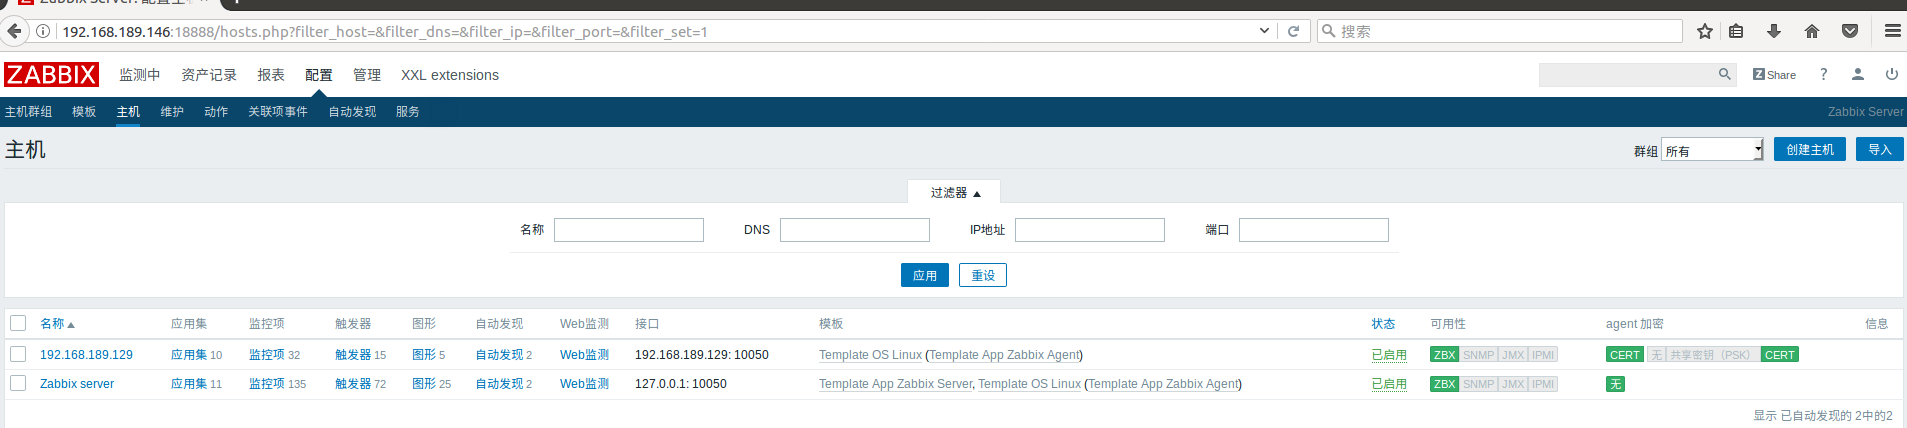 Zabbix Server: 配置主机
192.168.189.146:18888/hosts.php?filter_host=&filter_dns=&filter_ip=&filter_port=&filter_set=1
搜索
ZABBIX 监测中 资产记录 报表 配置 管理 XXL extensions
Z Share ?
主机群组 模板 主机 维护 动作 关联项事件 自动发现 服务 Zabbix Server
主机 群组 所有 创建主机 导入
过滤器
名称 DNS IP地址 端口
应用 重设
名称 应用集 监控项 触发器 图形 自动发现 Web监测 接口 模板 状态 可用性 agent 加密 信息
192.168.189.129 应用集 10 监控项 32 触发器 15 图形 5 自动发现 2 Web监测 192.168.189.129: 10050 Template OS Linux (Template App Zabbix Agent) 已启用 ZBX SNMP JMX IPMI CERT 无 共享密钥（PSK） CERT
Zabbix server 应用集 11 监控项 135 触发器 72 图形 25 自动发现 2 Web监测 127.0.0.1: 10050 Template App Zabbix Server, Template OS Linux (Template App Zabbix Agent) 已启用 ZBX SNMP JMX IPMI 无
显示 已自动发现的 2中的2